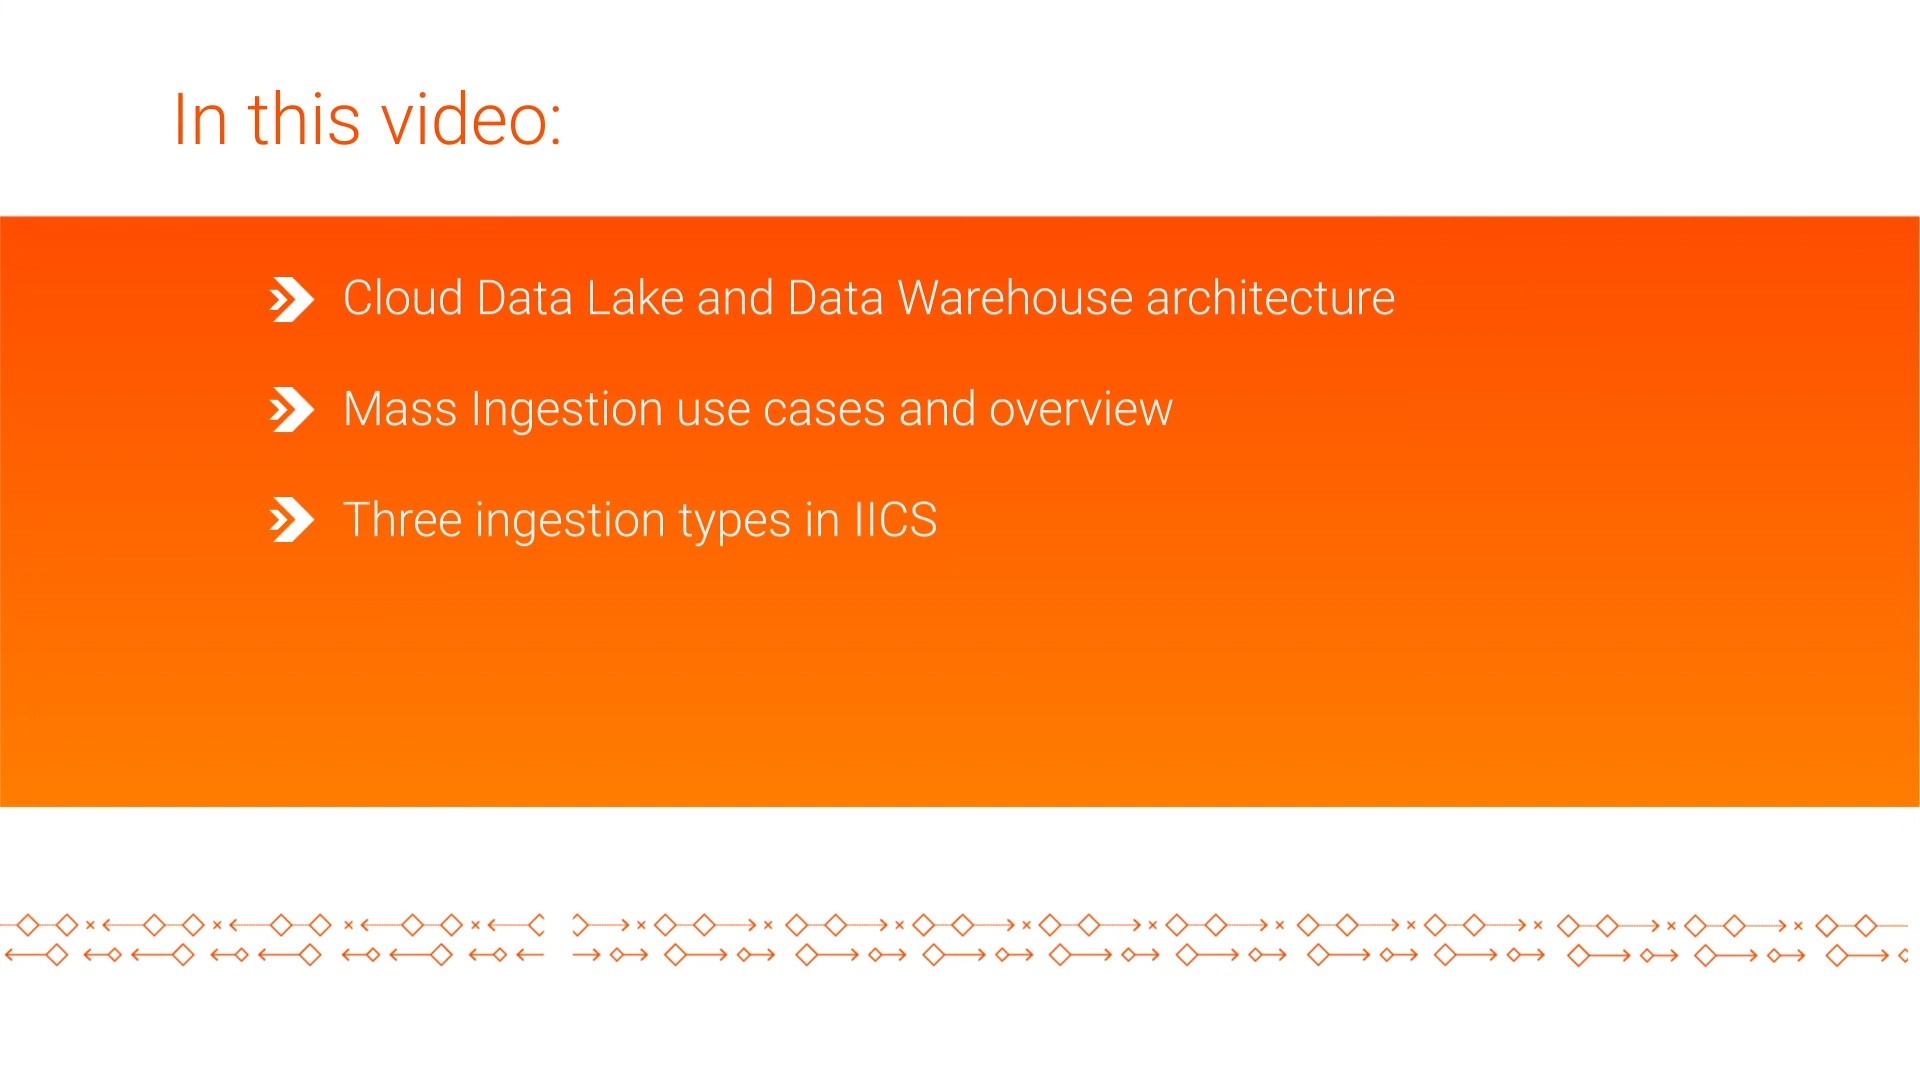 In this video:
Cloud Data Lake and Data Warehouse architecture
Mass Ingestion use cases and overview
Three ingestion types in IICS